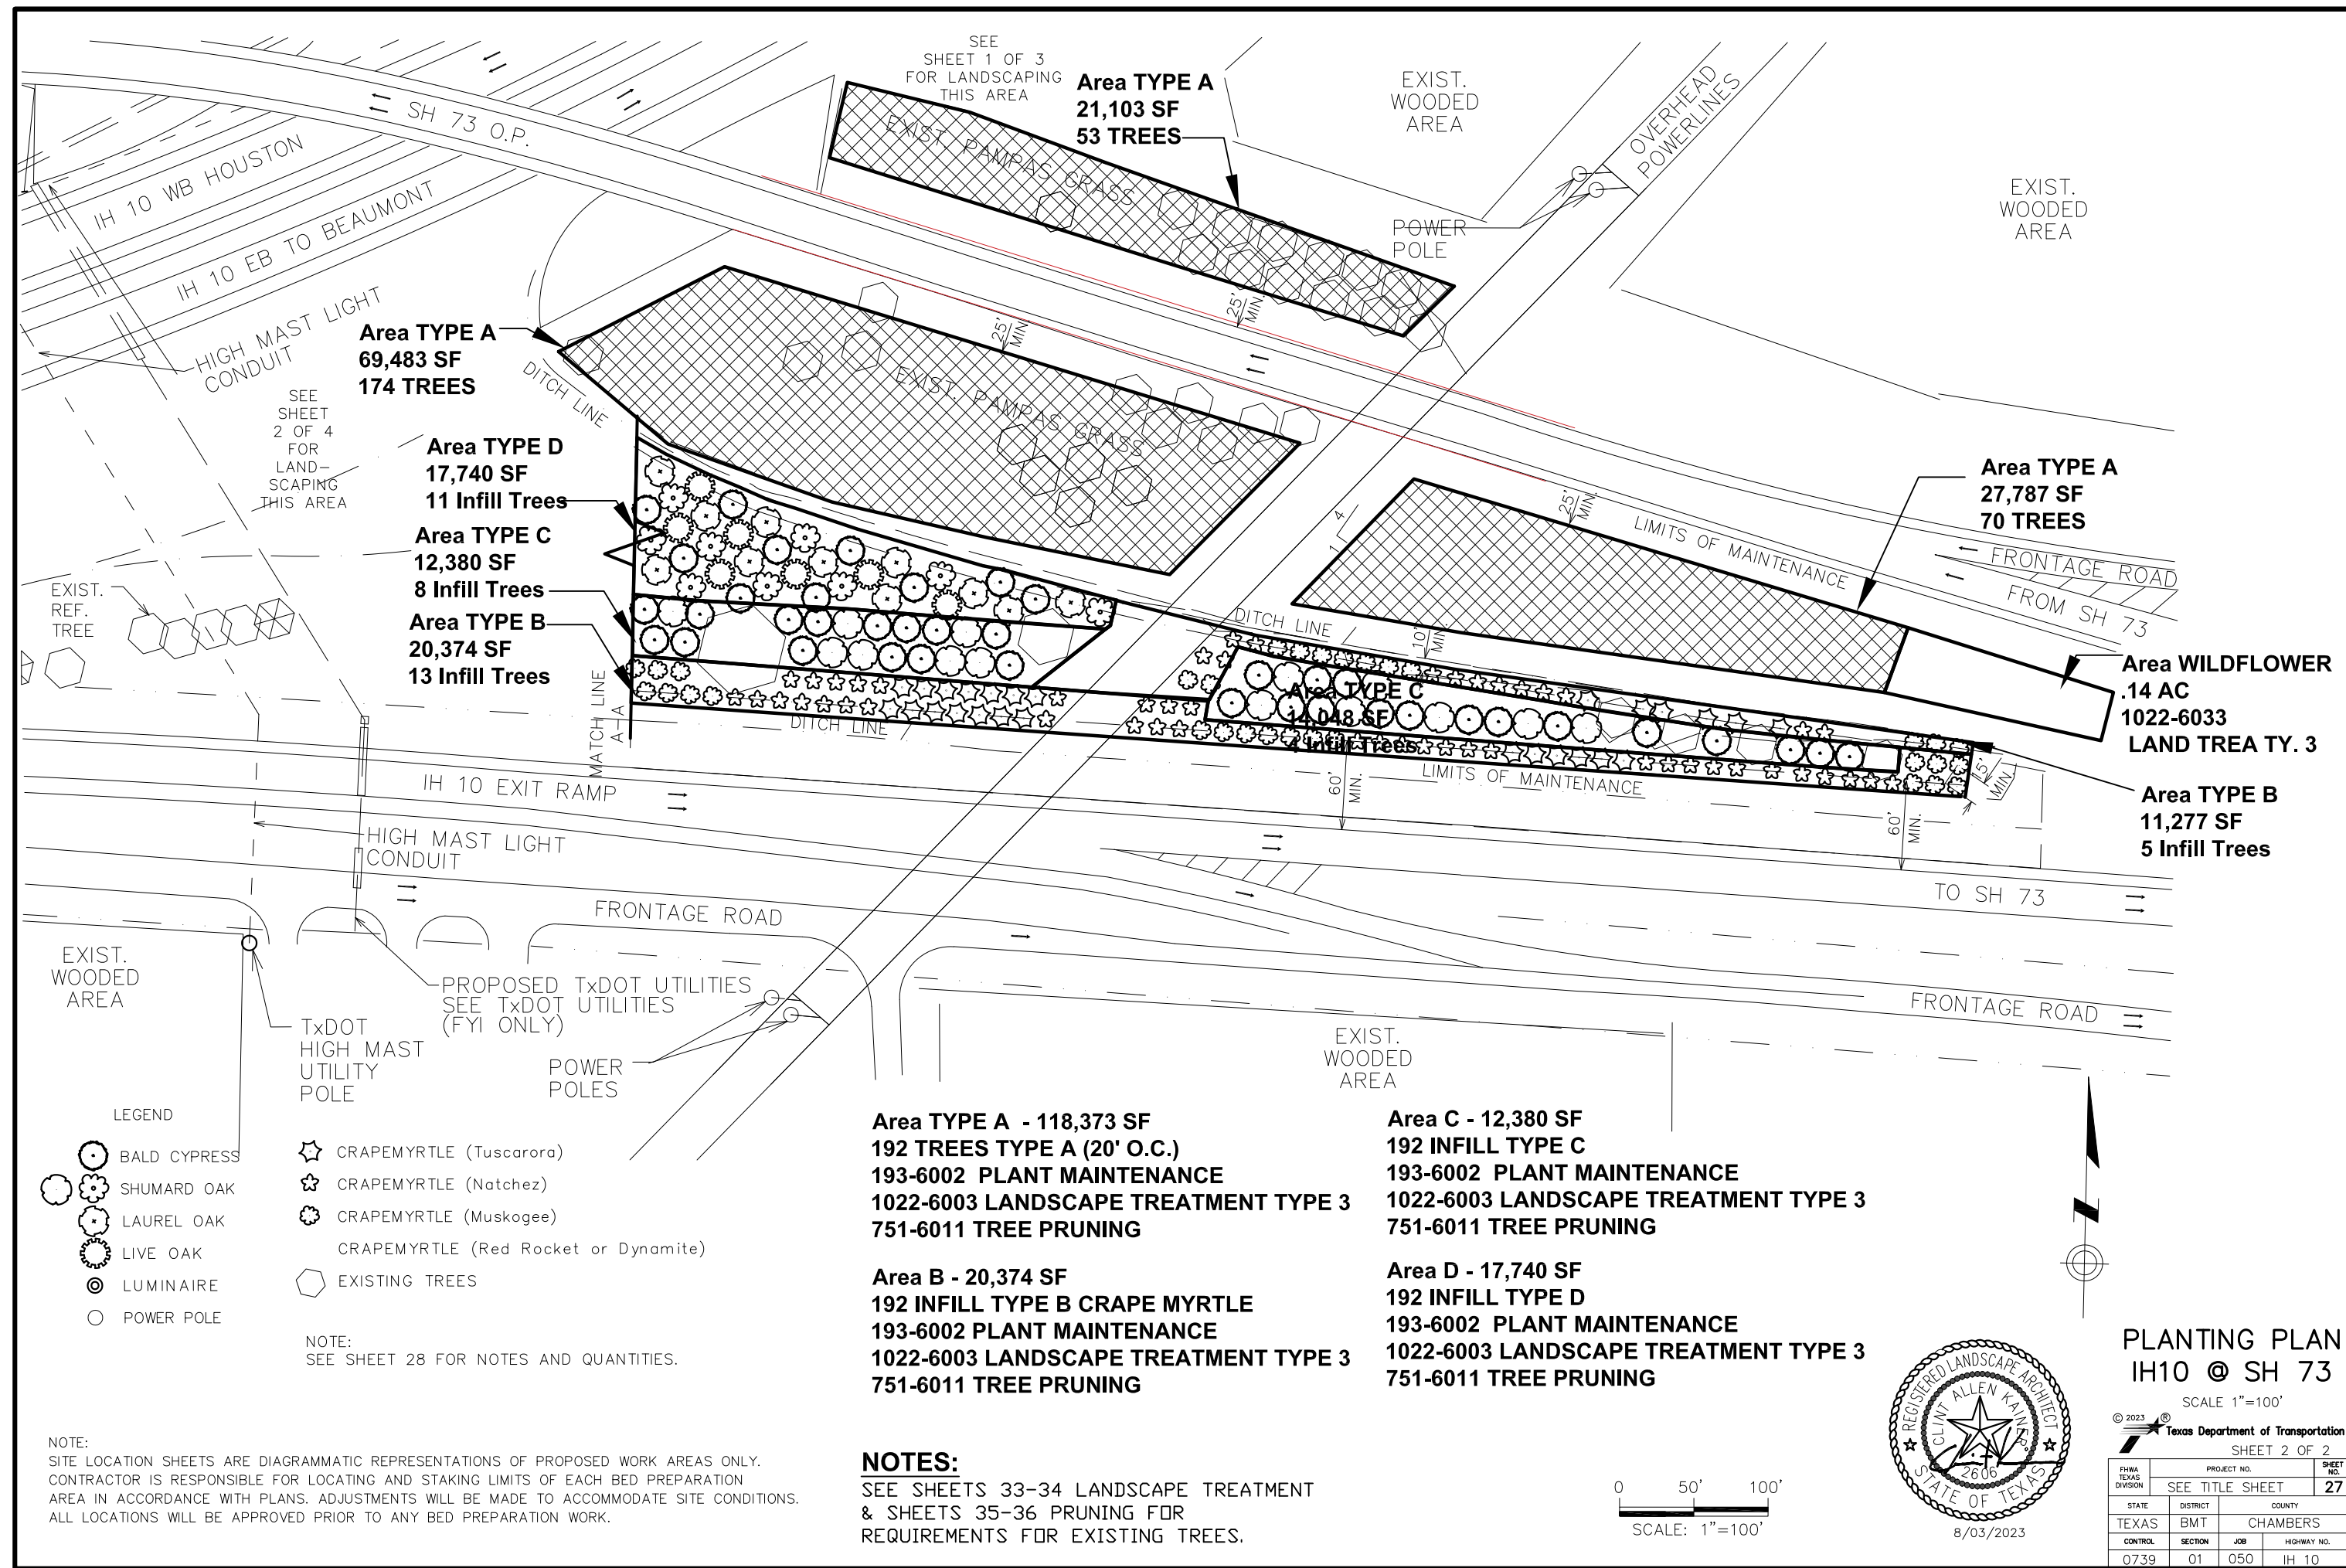 SEE
SHEET 1 OF 3
FOR LANDSCAPING
THIS AREA
Area TYPE A
21,103 SF
53 TREES
EXIST.
WOODED
AREA
OVERHEAD
POWERLINES
EXIST.
WOODED
AREA
SH 73 O.P.
IH 10 WB HOUSTON
IH 10 EB TO BEAUMONT
EXIST. PAMPAS GRASS
POWER
POLE
HIGH MAST LIGHT
CONDUIT
Area TYPE A
69,483 SF
174 TREES
25'
MIN.
25'
MIN.
DITCH LINE
EXIST. PAMPAS GRASS
SEE
SHEET
2 OF 4
FOR
LAND-
SCAPING
THIS AREA
Area TYPE D
17,740 SF
11 Infill Trees
Area TYPE C
12,380 SF
8 Infill Trees
Area TYPE B
20,374 SF
13 Infill Trees
1
4
25'
MIN.
LIMITS OF MAINTENANCE
Area TYPE A
27,787 SF
70 TREES
FRONTAGE ROAD
FROM SH 73
EXIST.
REF.
TREE
DITCH LINE
10'
MIN.
Area WILDFLOWER
.14 AC
1022-6033
LAND TREA TY. 3
MATCH LINE
A-A
DITCH LINE
Area TYPE C
14,048 SF
4 Infill Trees
LIMITS OF MAINTENANCE
60'
MIN.
60'
MIN.
15'
MIN.
Area TYPE B
11,277 SF
5 Infill Trees
IH 10 EXIT RAMP
HIGH MAST LIGHT
CONDUIT
TO SH 73
FRONTAGE ROAD
FRONTAGE ROAD
EXIST.
WOODED
AREA
PROPOSED TxDOT UTILITIES
SEE TxDOT UTILITIES
(FYI ONLY)
TxDOT
HIGH MAST
UTILITY
POLE
POWER
POLES
EXIST.
WOODED
AREA
LEGEND
BALD CYPRESS
SHUMARD OAK
LAUREL OAK
LIVE OAK
LUMINAIRE
POWER POLE
CRAPEMYRTLE (Tuscarora)
CRAPEMYRTLE (Natchez)
CRAPEMYRTLE (Muskogee)
CRAPEMYRTLE (Red Rocket or Dynamite)
EXISTING TREES
NOTE:
SEE SHEET 28 FOR NOTES AND QUANTITIES.
Area TYPE A - 118,373 SF
192 TREES TYPE A (20' O.C.)
193-6002 PLANT MAINTENANCE
1022-6003 LANDSCAPE TREATMENT TYPE 3
751-6011 TREE PRUNING
Area B - 20,374 SF
192 INFILL TYPE B CRAPE MYRTLE
193-6002 PLANT MAINTENANCE
1022-6003 LANDSCAPE TREATMENT TYPE 3
751-6011 TREE PRUNING
Area C - 12,380 SF
192 INFILL TYPE C
193-6002 PLANT MAINTENANCE
1022-6003 LANDSCAPE TREATMENT TYPE 3
751-6011 TREE PRUNING
Area D - 17,740 SF
192 INFILL TYPE D
193-6002 PLANT MAINTENANCE
1022-6003 LANDSCAPE TREATMENT TYPE 3
751-6011 TREE PRUNING
NOTE:
SITE LOCATION SHEETS ARE DIAGRAMMATIC REPRESENTATIONS OF PROPOSED WORK AREAS ONLY.
CONTRACTOR IS RESPONSIBLE FOR LOCATING AND STAKING LIMITS OF EACH BED PREPARATION
AREA IN ACCORDANCE WITH PLANS. ADJUSTMENTS WILL BE MADE TO ACCOMMODATE SITE CONDITIONS.
ALL LOCATIONS WILL BE APPROVED PRIOR TO ANY BED PREPARATION WORK.
NOTES:
SEE SHEETS 33-34 LANDSCAPE TREATMENT
& SHEETS 35-36 PRUNING FOR
REQUIREMENTS FOR EXISTING TREES.
0 50' 100'
SCALE: 1"=100'
REGISTERED LANDSCAPE ARCHITECT
CLINT ALLEN KAINER
2606
STATE OF TEXAS
8/03/2023
PLANTING PLAN
IH10 @ SH 73
SCALE 1"=100'
© 2023 ®
Texas Department of Transportation
SHEET 2 OF 2
FHWA
TEXAS
DIVISION
PROJECT NO.
SHEET
NO.
SEE TITLE SHEET
27
STATE DISTRICT COUNTY
TEXAS BMT CHAMBERS
CONTROL SECTION JOB HIGHWAY NO.
0739 01 050 IH 10